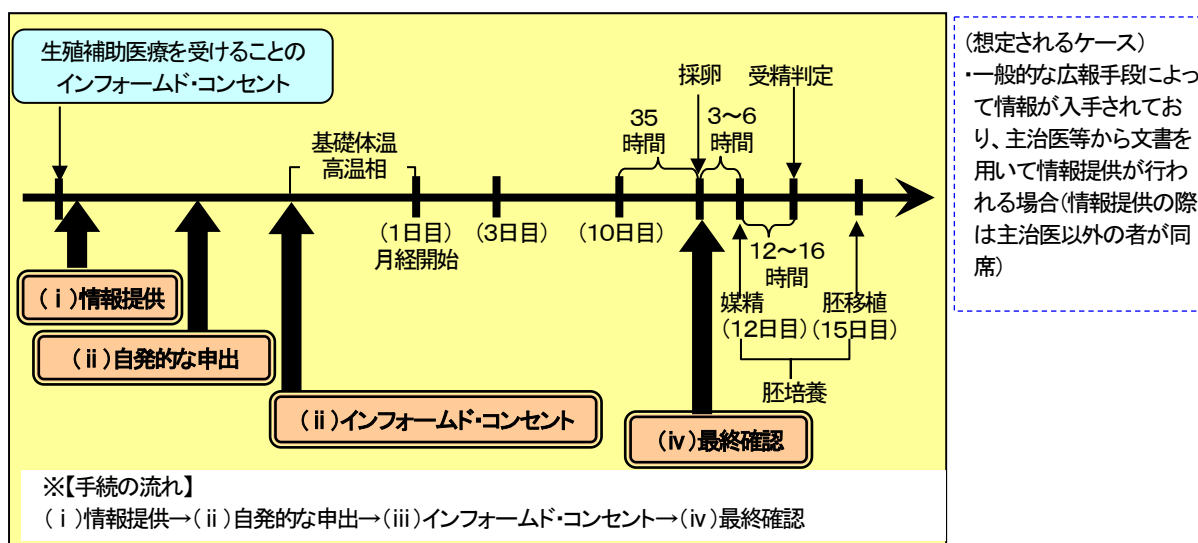 生殖補助医療を受けることの
インフォームド・コンセント
採卵
受精判定
35
時間
3～6
時間
基礎体温
高温相
(1日目)
月経開始
(3日目)
(10日目)
12～16
時間
媒精
(12日目)
胚移植
(15日目)
胚培養
(ⅰ)情報提供
(ⅱ)自発的な申出
(ⅱ)インフォームド・コンセント
(ⅳ)最終確認
※【手続の流れ】
(ⅰ)情報提供→(ⅱ)自発的な申出→(ⅲ)インフォームド・コンセント→(ⅳ)最終確認
(想定されるケース)
・一般的な広報手段によっ
て情報が入手されてお
り、主治医等から文書を
用いて情報提供が行わ
れる場合(情報提供の際
は主治医以外の者が同
席)